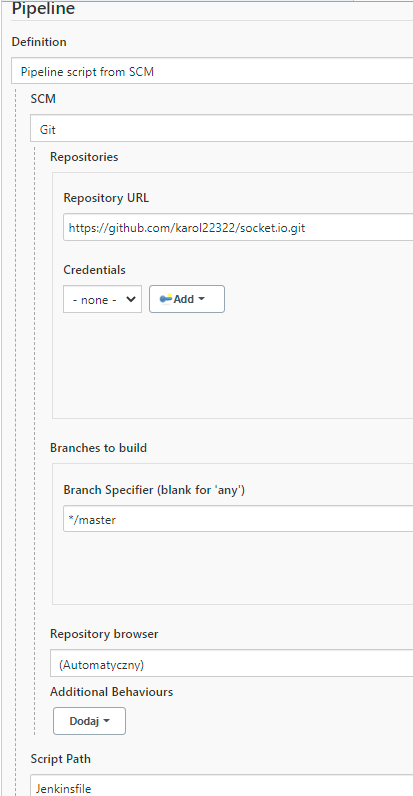 Pipeline
Definition
Pipeline script from SCM
SCM
Git
Repositories
Repository URL
https://github.com/karol22322/socket.io.git
Credentials
- none -
Add
Branches to build
Branch Specifier (blank for 'any')
*/master
Repository browser
(Automatyczny)
Additional Behaviours
Dodaj
Script Path
Jenkinsfile